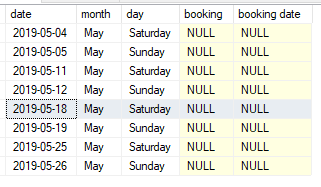 date month day booking booking date
2019-05-04 May Saturday NULL NULL
2019-05-05 May Sunday NULL NULL
2019-05-11 May Saturday NULL NULL
2019-05-12 May Sunday NULL NULL
2019-05-18 May Saturday NULL NULL
2019-05-19 May Sunday NULL NULL
2019-05-25 May Saturday NULL NULL
2019-05-26 May Sunday NULL NULL